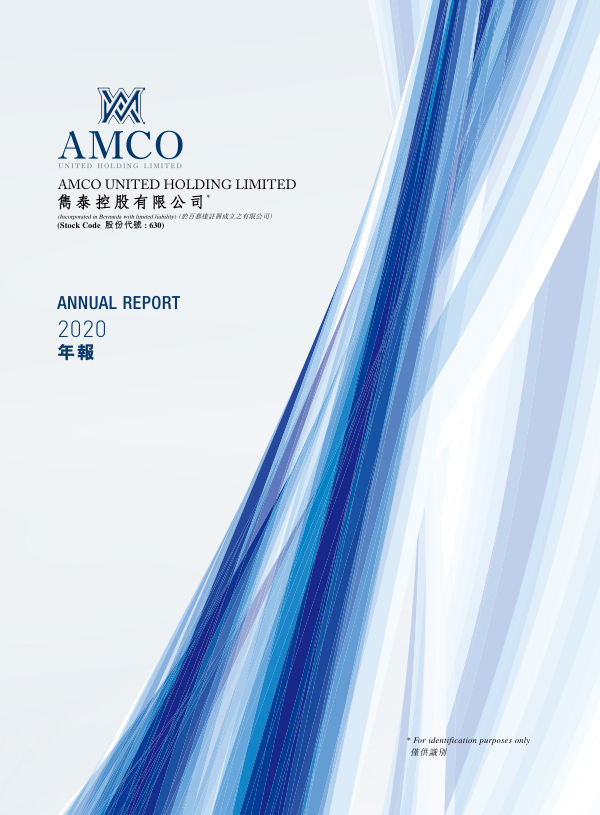 AMCO
UNITED HOLDING LIMITED
AMCO UNITED HOLDING LIMITED
雋泰控股有限公司*
(Incorporated in Bermuda with limited liability) (於百慕達註冊成立之有限公司)
(Stock Code 股份代號 : 630)
ANNUAL REPORT
2020
年報
* For identification purposes only
僅供識別